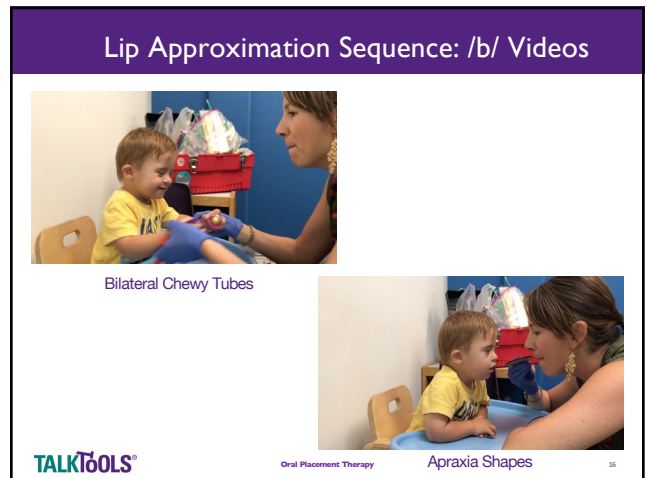 Lip Approximation Sequence: /b/ Videos
Bilateral Chewy Tubes
Apraxia Shapes
TALKTOOLS®
Oral Placement Therapy
16